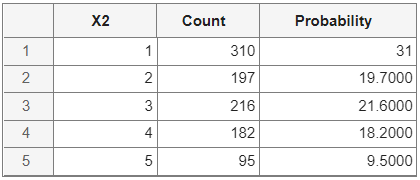 X2 Count Probability
1 1 310 31
2 2 197 19.7000
3 3 216 21.6000
4 4 182 18.2000
5 5 95 9.5000